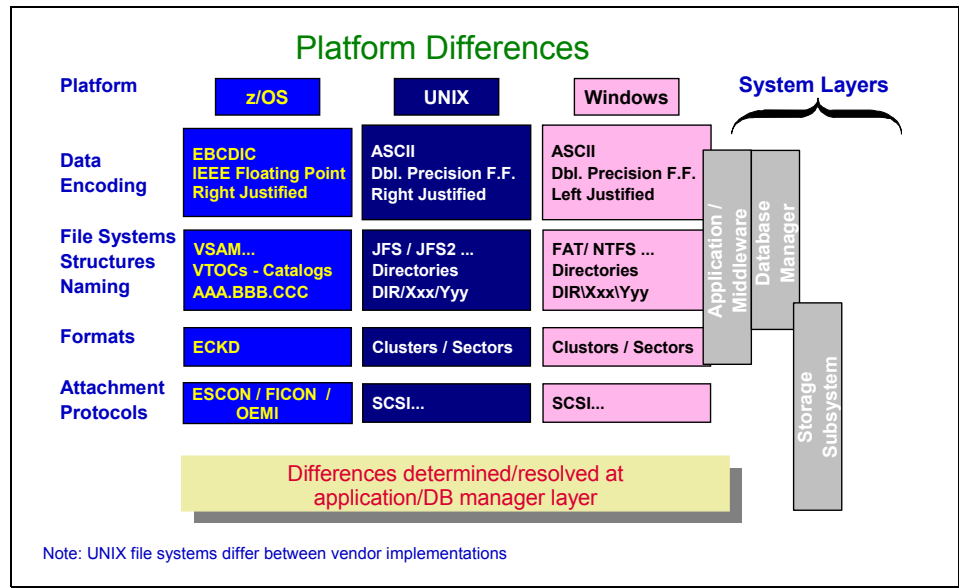 Platform Differences
Platform
z/OS
UNIX
Windows
System Layers
Data
Encoding
EBCDIC
IEEE Floating Point
Right Justified
ASCII
Dbl. Precision F.F.
Right Justified
ASCII
Dbl. Precision F.F.
Left Justified
File Systems
Structures
Naming
VSAM...
VTOCs - Catalogs
AAA.BBB.CCC
JFS / JFS2 ...
Directories
DIR/Xxx/Yyy
FAT/ NTFS ...
Directories
DIR\Xxx\Yyy
Formats
ECKD
Clusters / Sectors
Clustors / Sectors
Attachment
Protocols
ESCON / FICON /
OEMI
SCSI...
SCSI...
Application /
Middleware
Database
Manager
Storage
Subsystem
Differences determined/resolved at
application/DB manager layer
Note: UNIX file systems differ between vendor implementations